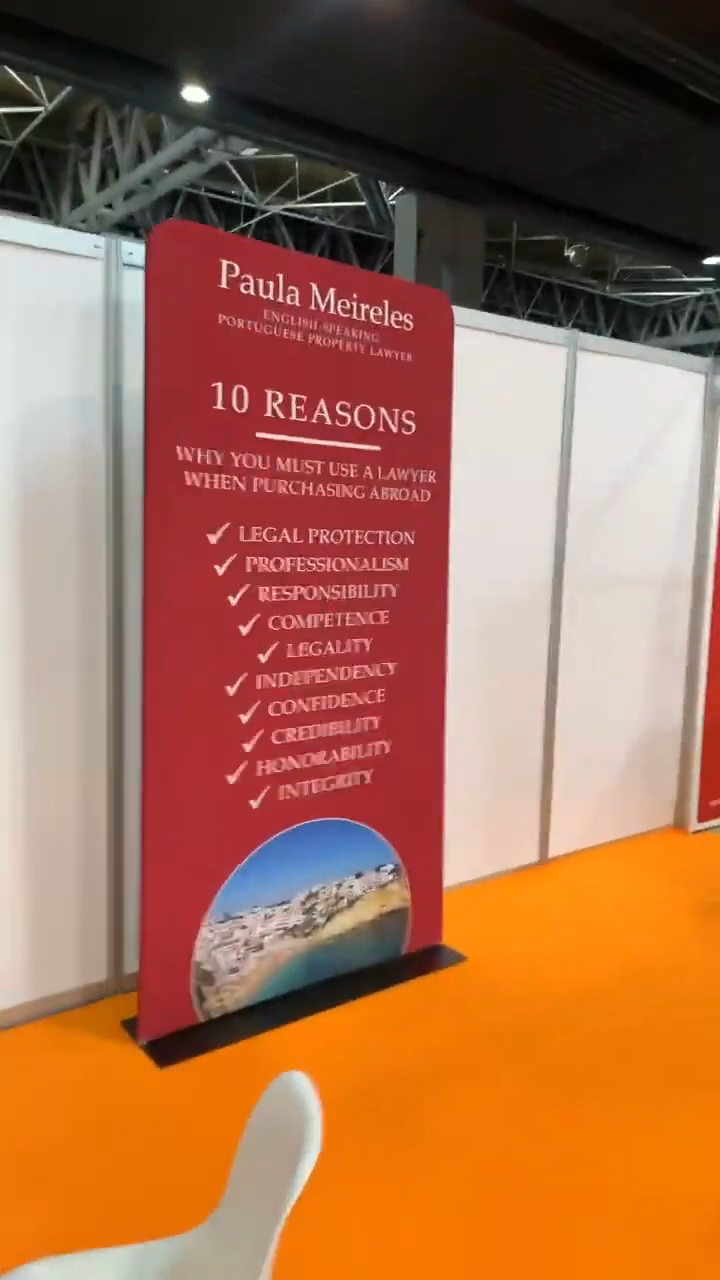 Paula Meireles
ENGLISH-SPEAKING
PORTUGUESE PROPERTY LAWYER
10 REASONS
WHY YOU MUST USE A LAWYER
WHEN PURCHASING ABROAD
✓ LEGAL PROTECTION
✓ PROFESSIONALISM
✓ RESPONSIBILITY
✓ COMPETENCE
✓ LEGALITY
✓ INDEPENDENCY
✓ CONFIDENCE
✓ CREDIBILITY
✓ HONORABILITY
✓ INTEGRITY